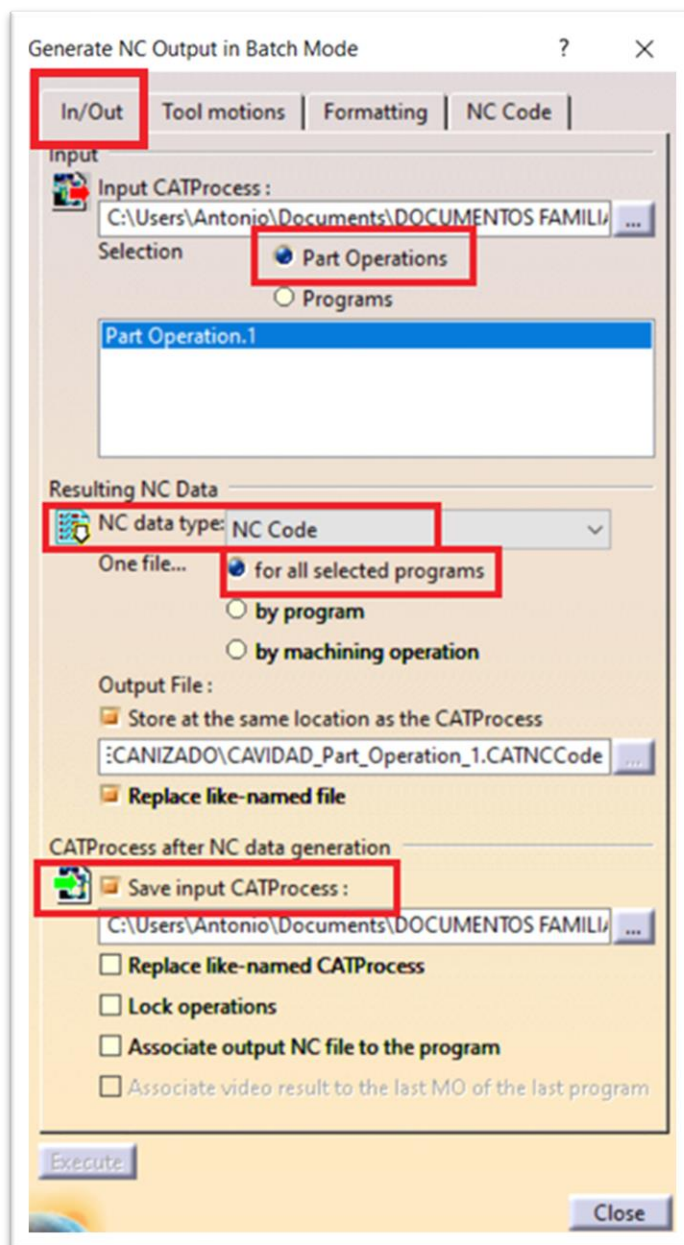 Generate NC Output in Batch Mode ? ×
In/Out Tool motions Formatting NC Code
Input
Input CATProcess :
C:\Users\Antonio\Documents\DOCUMENTOS FAMILI ...
Selection Part Operations
Programs
Part Operation.1
Resulting NC Data
NC data type: NC Code
One file... for all selected programs
by program
by machining operation
Output File :
Store at the same location as the CATProcess
ECANIZADO\CAVIDAD_Part_Operation_1.CATNCCode ...
Replace like-named file
CATProcess after NC data generation
Save input CATProcess :
C:\Users\Antonio\Documents\DOCUMENTOS FAMILI ...
Replace like-named CATProcess
Lock operations
Associate output NC file to the program
Associate video result to the last MO of the last program
Execute
Close